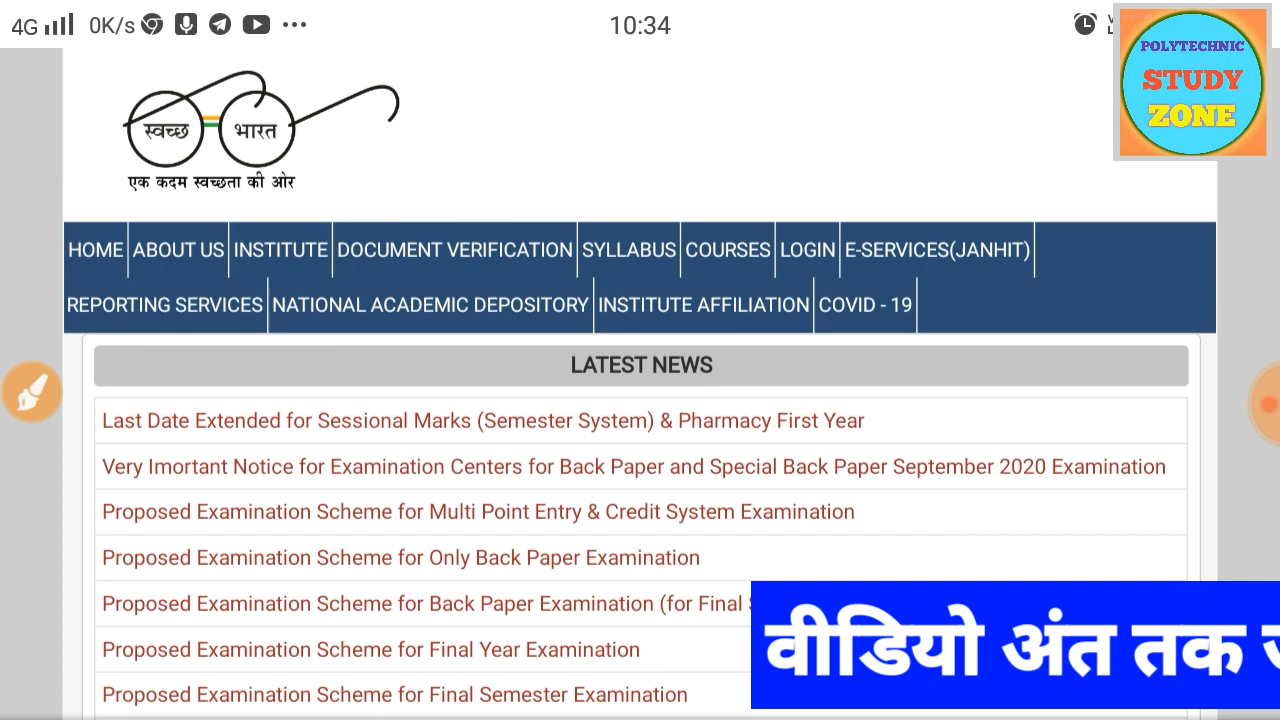 4G 0K/s 10:34
POLYTECHNIC
STUDY
ZONE
स्वच्छ भारत
एक कदम स्वच्छता की ओर
HOME ABOUT US INSTITUTE DOCUMENT VERIFICATION SYLLABUS COURSES LOGIN E-SERVICES(JANHIT)
REPORTING SERVICES NATIONAL ACADEMIC DEPOSITORY INSTITUTE AFFILIATION COVID - 19
LATEST NEWS
Last Date Extended for Sessional Marks (Semester System) & Pharmacy First Year
Very Imortant Notice for Examination Centers for Back Paper and Special Back Paper September 2020 Examination
Proposed Examination Scheme for Multi Point Entry & Credit System Examination
Proposed Examination Scheme for Only Back Paper Examination
Proposed Examination Scheme for Back Paper Examination (for Final
Proposed Examination Scheme for Final Year Examination
Proposed Examination Scheme for Final Semester Examination
वीडियो अंत तक